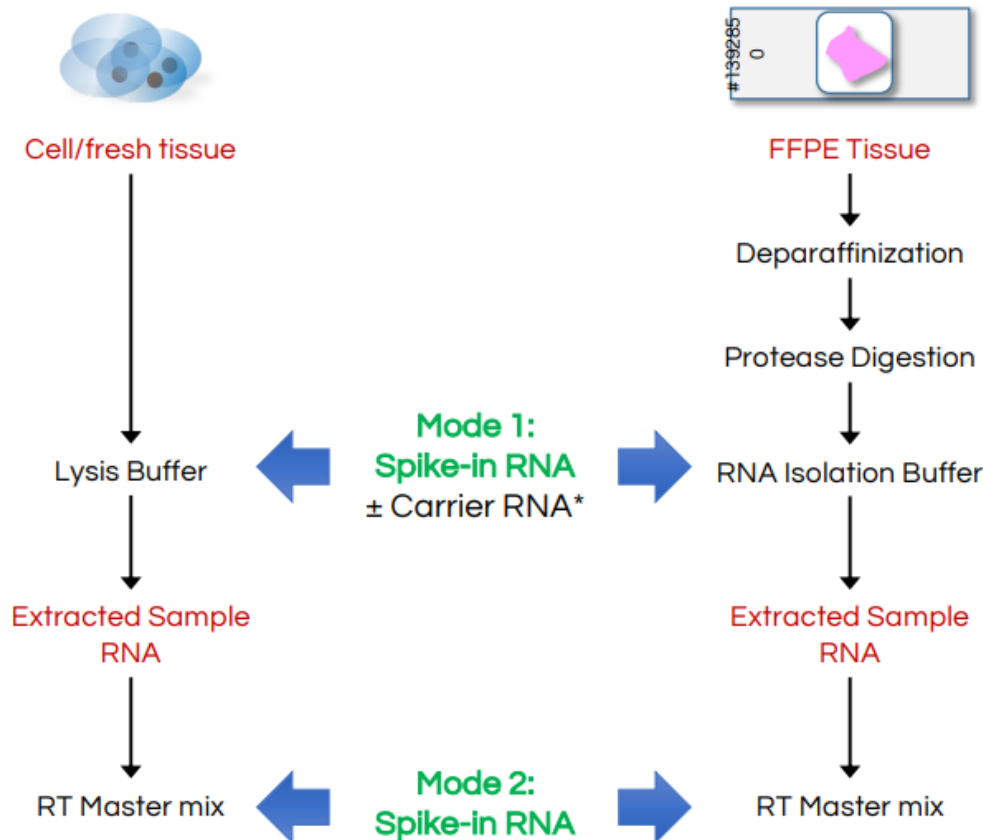 #139285
0
Cell/fresh tissue
FFPE Tissue
Deparaffinization
Protease Digestion
Mode 1:
Spike-in RNA
± Carrier RNA*
Lysis Buffer
RNA Isolation Buffer
Extracted Sample
RNA
Extracted Sample
RNA
Mode 2:
Spike-in RNA
RT Master mix
RT Master mix